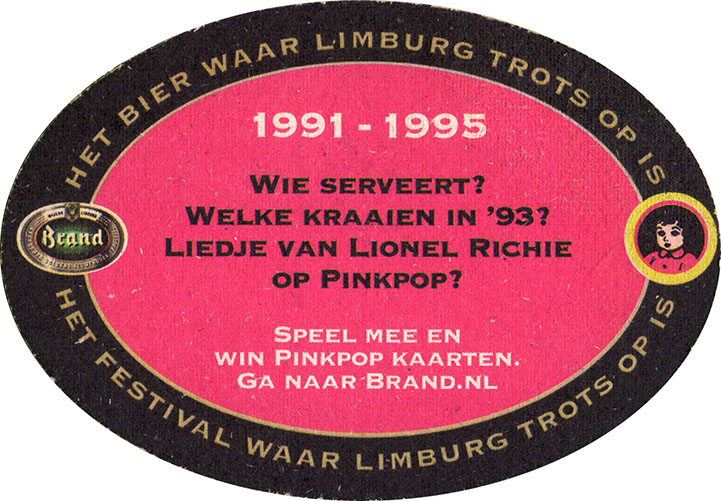 HET BIER WAAR LIMBURG TROTS OP IS
1991 - 1995
WIE SERVEERT?
WELKE KRAAIEN IN '93?
LIEDJE VAN LIONEL RICHIE
OP PINKPOP?
Brand
SPEEL MEE EN
WIN PINKPOP KAARTEN.
GA NAAR BRAND.NL
HET FESTIVAL WAAR LIMBURG TROTS OP IS